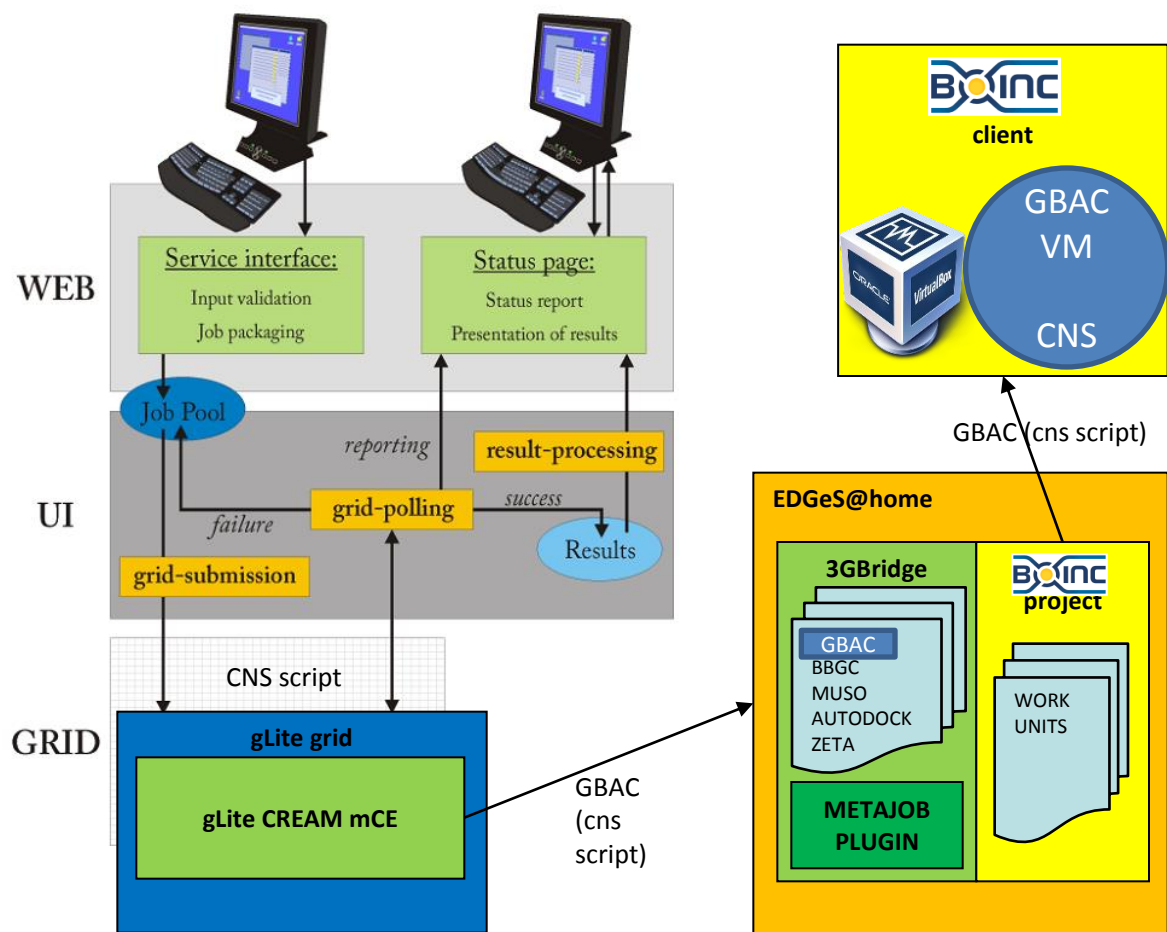 WEB
Service interface:
Input validation
Job packaging
Status page:
Status report
Presentation of results
Job Pool
UI
reporting
result-processing
failure
grid-polling
success
Results
grid-submission
CNS script
GRID
gLite grid
gLite CREAM mCE
GBAC
(cns
script)
BOINC
client
ORACLE
VirtualBox
GBAC
VM
CNS
GBAC (cns script)
EDGeS@home
3GBridge
GBAC
BBGC
MUSO
AUTODOCK
ZETA
METAJOB
PLUGIN
BOINC
project
WORK
UNITS